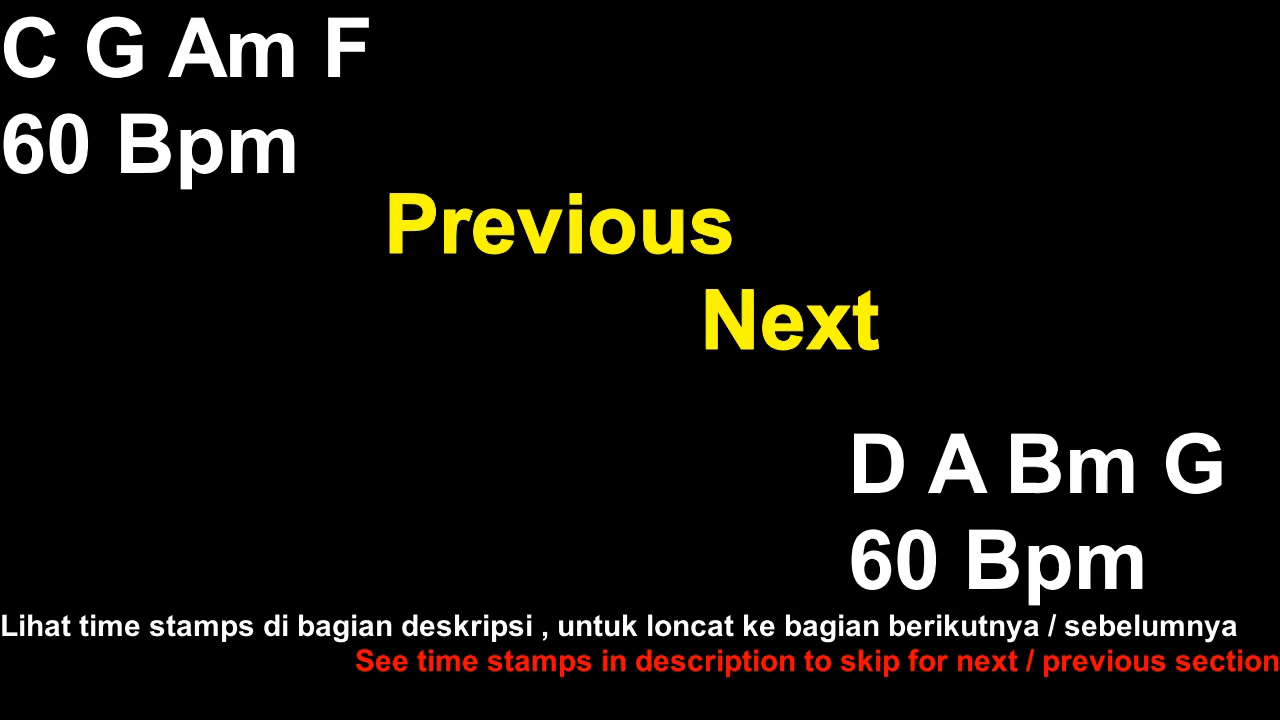 C G Am F
60 Bpm
Previous
Next
D A Bm G
60 Bpm
Lihat time stamps di bagian deskripsi , untuk loncat ke bagian berikutnya / sebelumnya
See time stamps in description to skip for next / previous section